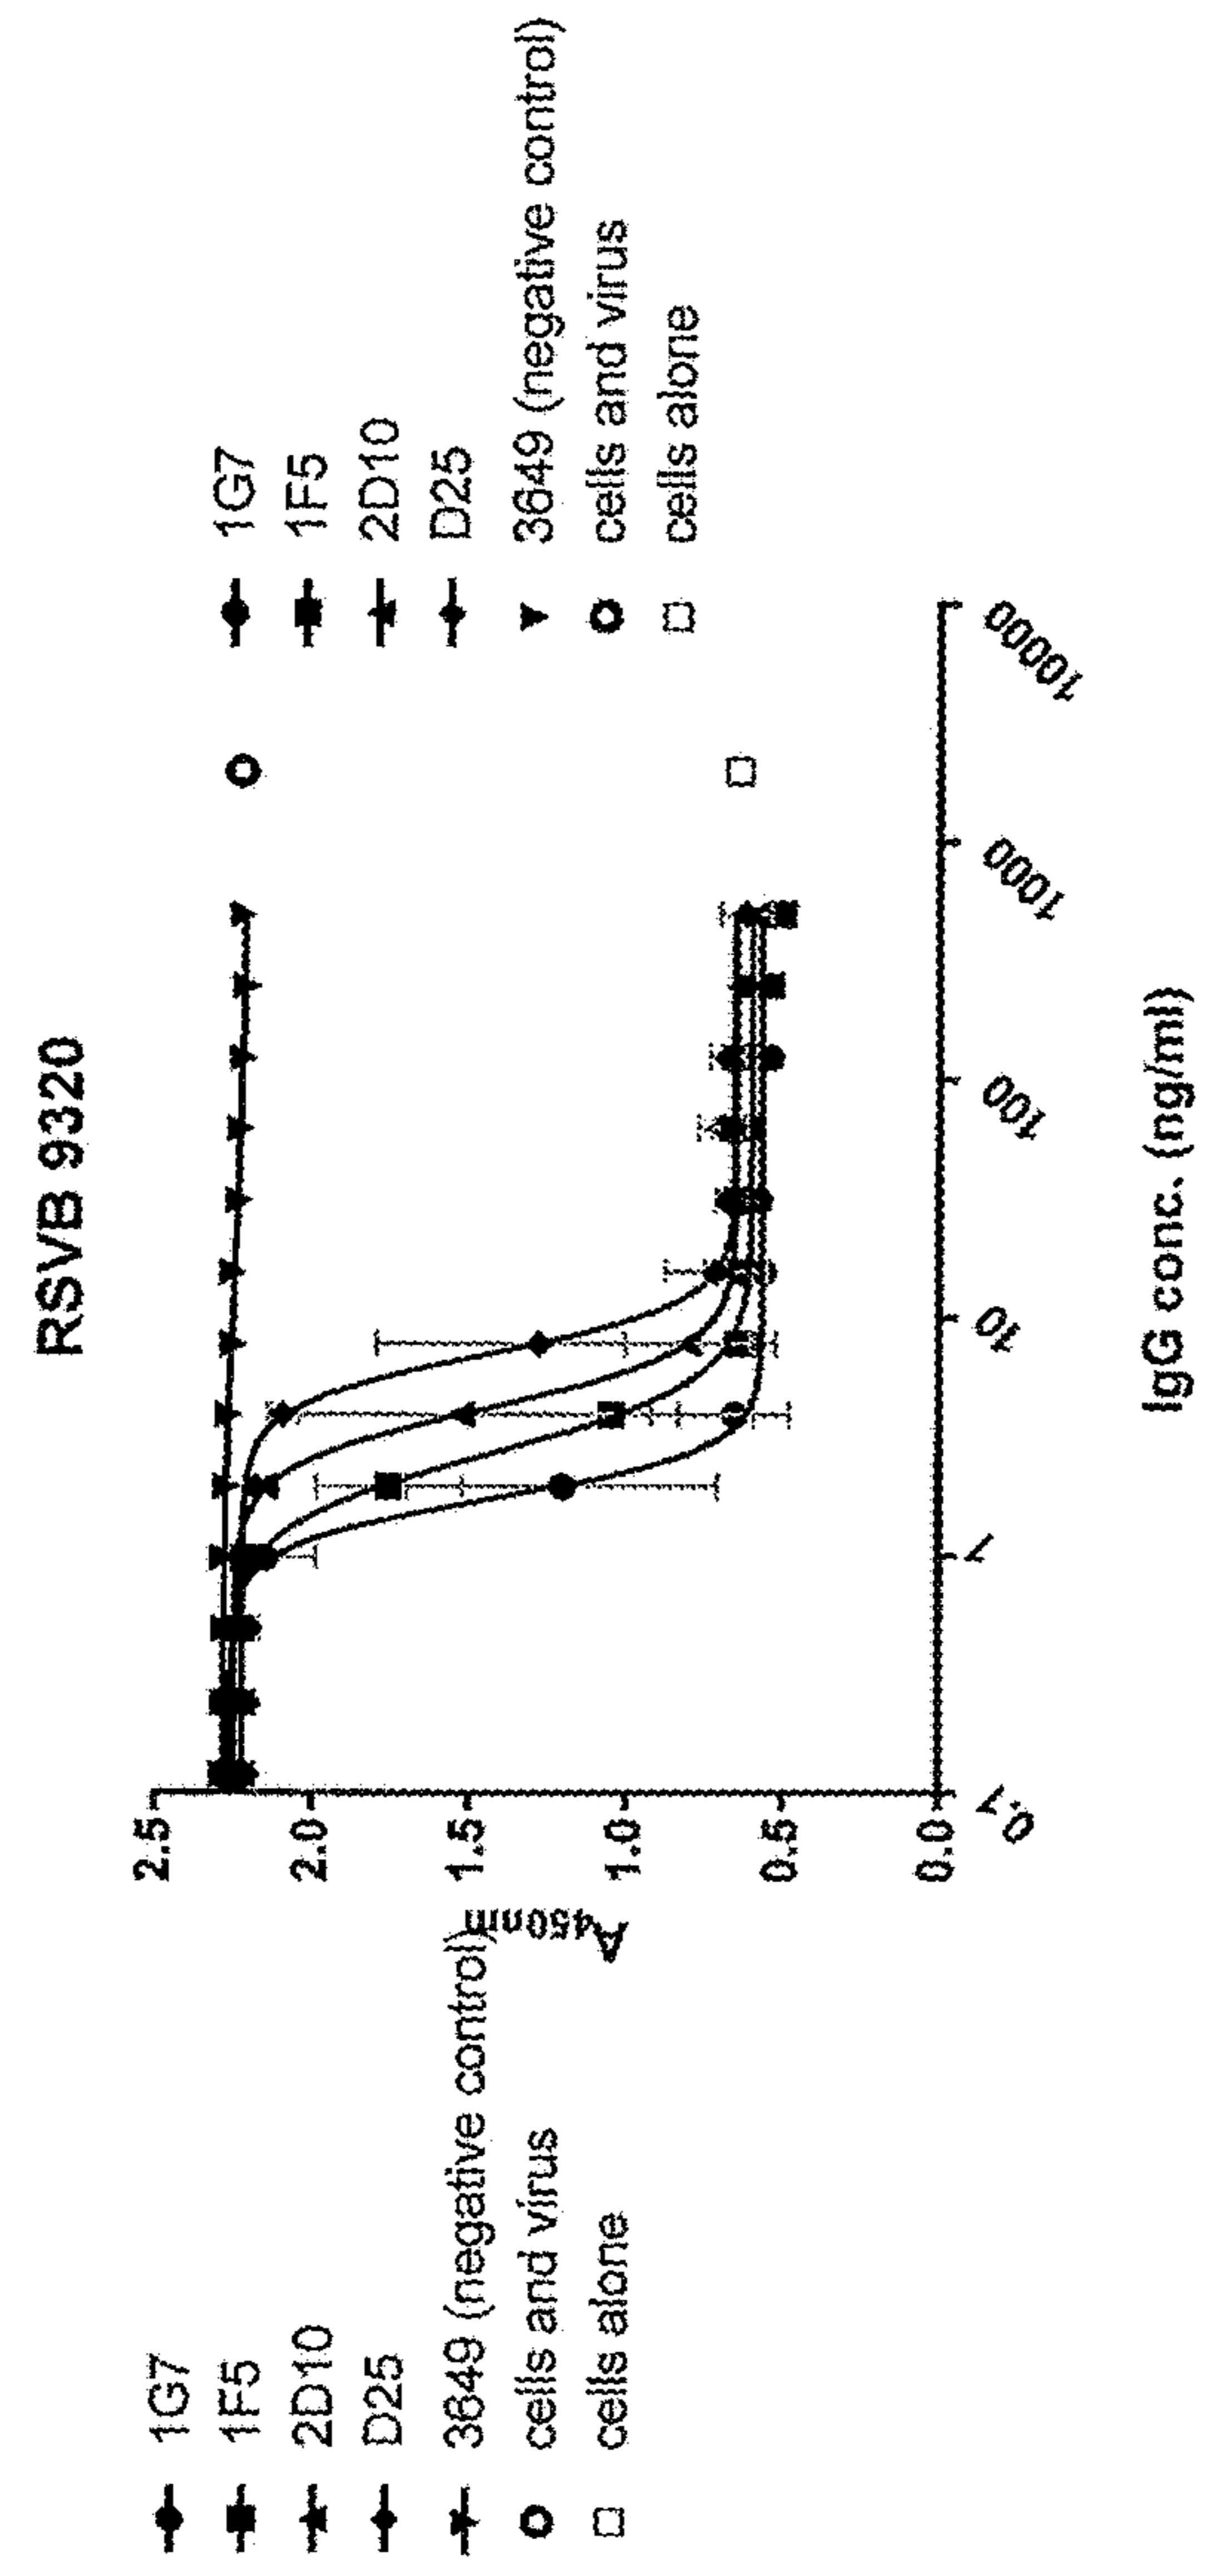 RSVB 9320
1G7
1F5
2D10
D25
3649 (negative control)
cells and virus
cells alone
A450nm
2.5
2.0
1.5
1.0
0.5
0.0
0.1
1
10
100
1000
10000
IgG conc. (ng/ml)
1G7
1F5
2D10
D25
3649 (negative control)
cells and virus
cells alone